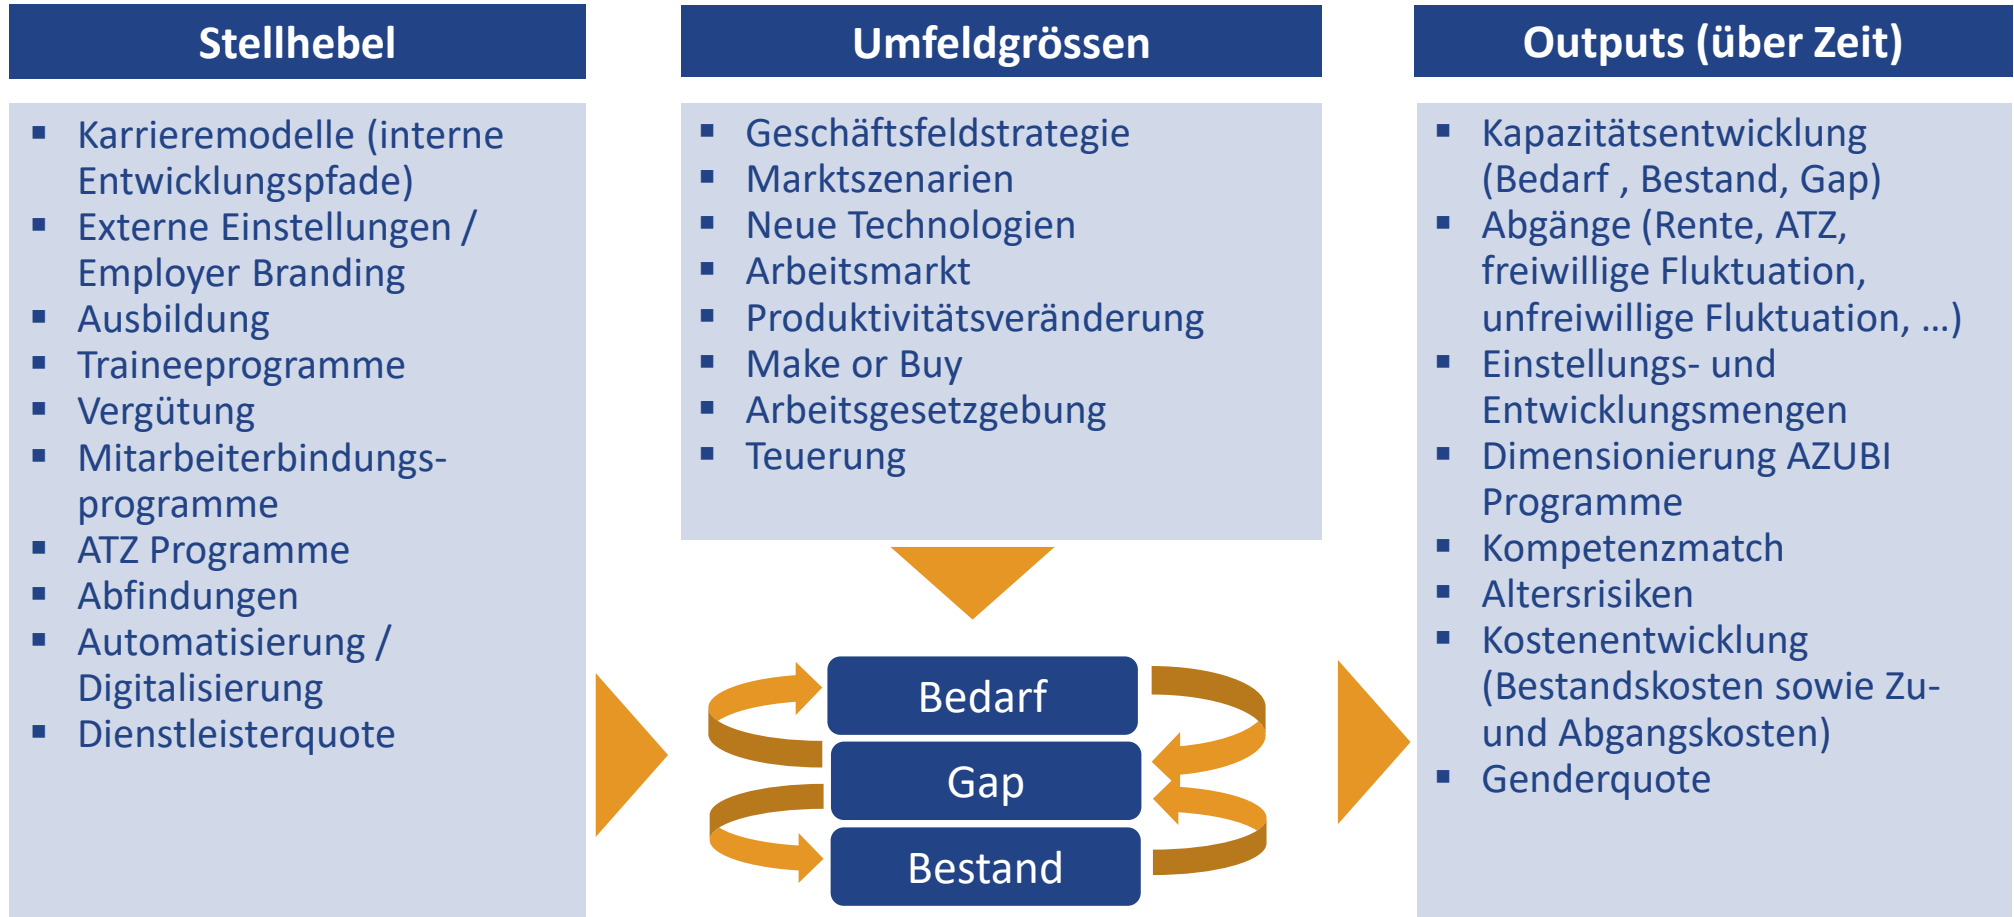 Stellhebel
▪ Karrieremodelle (interne
Entwicklungspfade)
▪ Externe Einstellungen /
Employer Branding
▪ Ausbildung
▪ Traineeprogramme
▪ Vergütung
▪ Mitarbeiterbindungs-
programme
▪ ATZ Programme
▪ Abfindungen
▪ Automatisierung /
Digitalisierung
▪ Dienstleisterquote
Umfeldgrössen
▪ Geschäftsfeldstrategie
▪ Marktszenarien
▪ Neue Technologien
▪ Arbeitsmarkt
▪ Produktivitätsveränderung
▪ Make or Buy
▪ Arbeitsgesetzgebung
▪ Teuerung
Bedarf
Gap
Bestand
Outputs (über Zeit)
▪ Kapazitätsentwicklung
(Bedarf , Bestand, Gap)
▪ Abgänge (Rente, ATZ,
freiwillige Fluktuation,
unfreiwillige Fluktuation, …)
▪ Einstellungs- und
Entwicklungsmengen
▪ Dimensionierung AZUBI
Programme
▪ Kompetenzmatch
▪ Altersrisiken
▪ Kostenentwicklung
(Bestandskosten sowie Zu-
und Abgangskosten)
▪ Genderquote